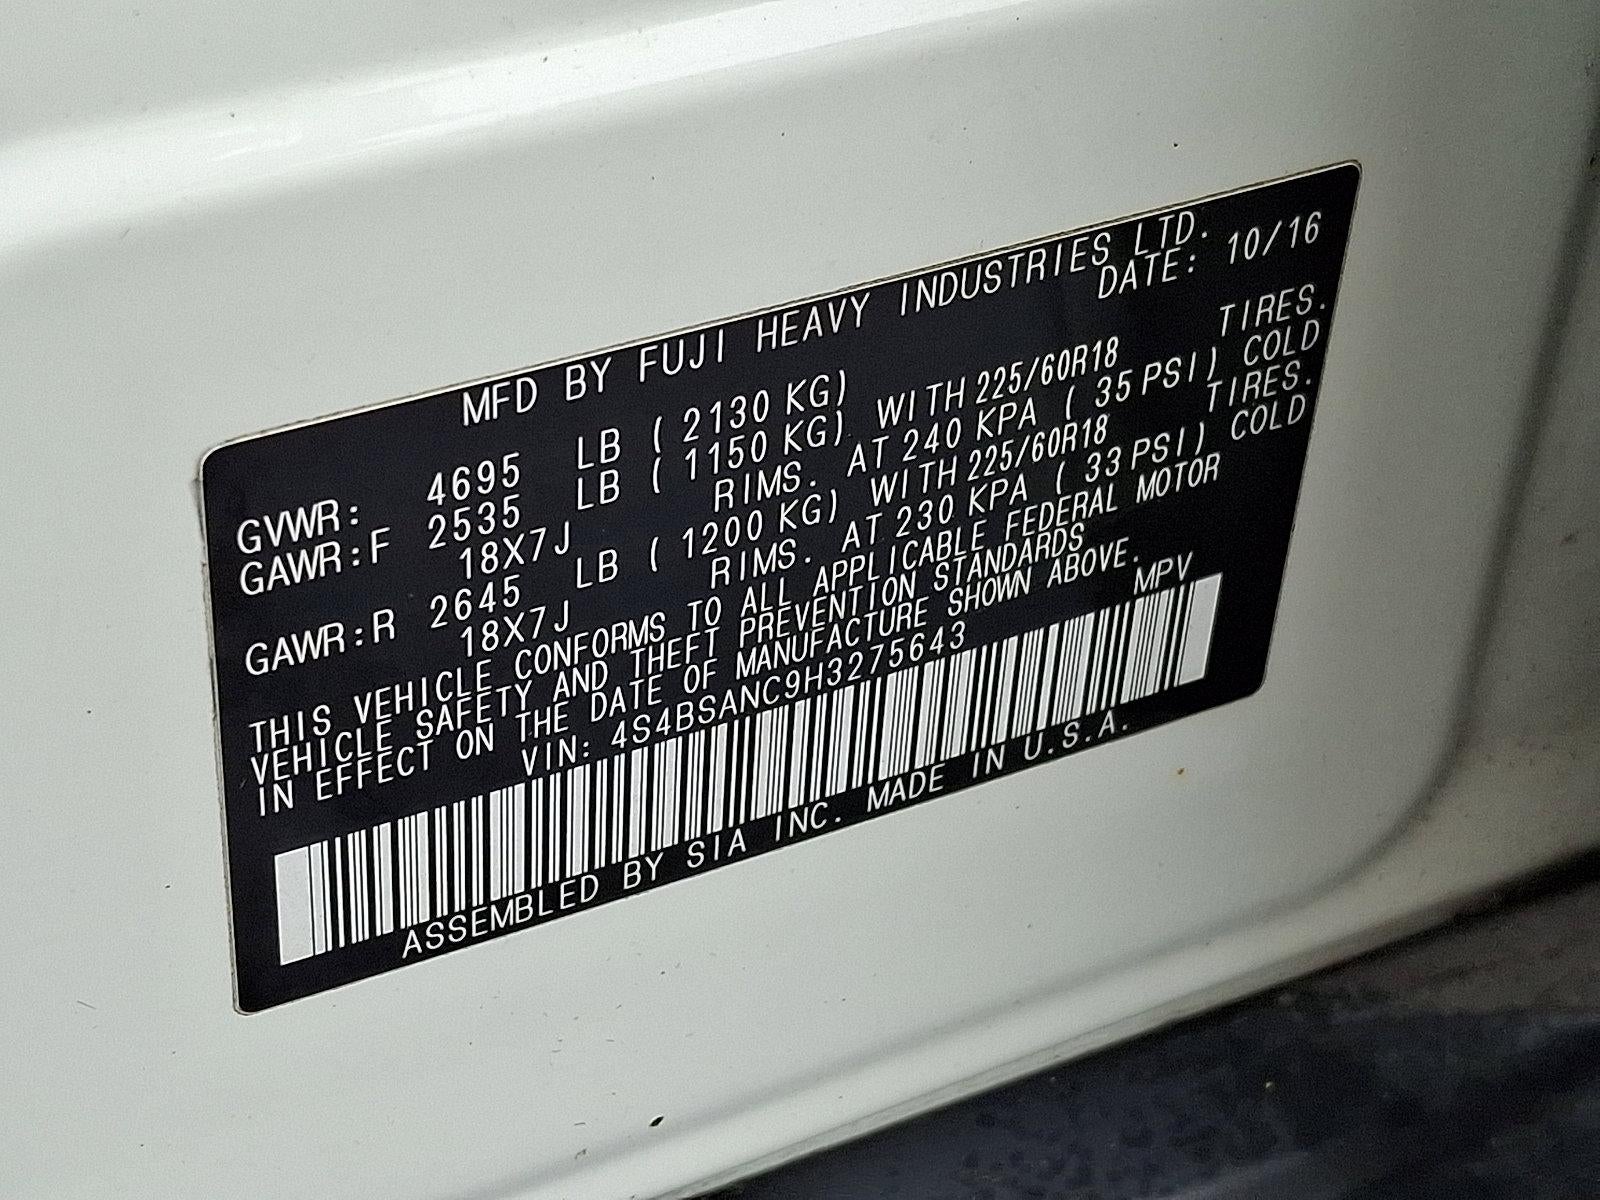 MFD BY FUJI HEAVY INDUSTRIES LTD.
DATE: 10/16
GVWR: 4695 LB ( 2130 KG)
GAWR:F 2535 LB ( 1150 KG) WITH 225/60R18 TIRES.
18X7J RIMS. AT 240 KPA ( 35 PSI) COLD
GAWR:R 2645 LB ( 1200 KG) WITH 225/60R18 TIRES.
18X7J RIMS. AT 230 KPA ( 33 PSI) COLD
THIS VEHICLE CONFORMS TO ALL APPLICABLE FEDERAL MOTOR
VEHICLE SAFETY AND THEFT PREVENTION STANDARDS
IN EFFECT ON THE DATE OF MANUFACTURE SHOWN ABOVE.
VIN: 4S4BSANC9H3275643 MPV
ASSEMBLED BY SIA INC. MADE IN U.S.A.